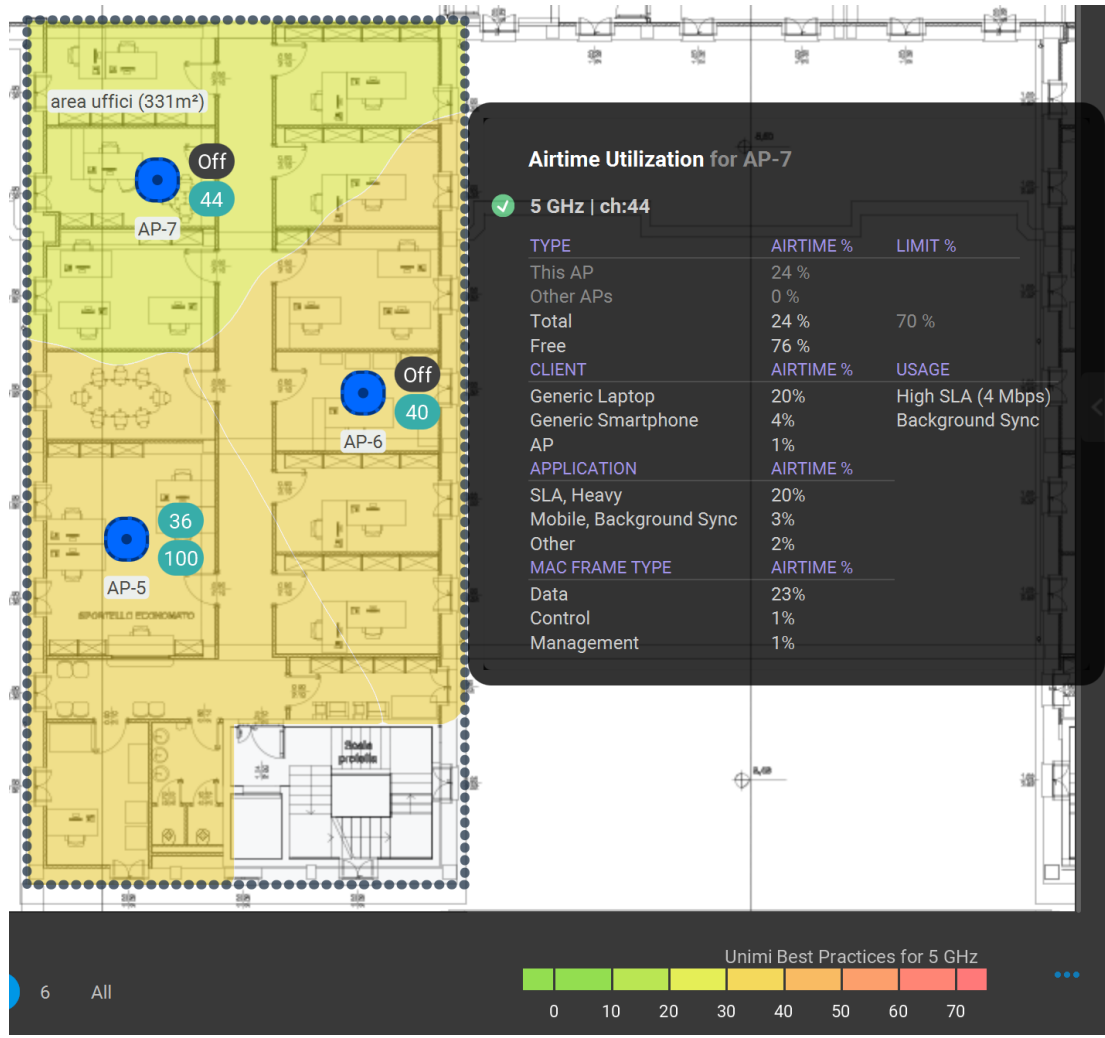 area uffici (331m²)
Off
44
AP-7
Off
40
AP-6
36
100
AP-5
SPORTELLO ECONOMATO
Scala
protetta
Airtime Utilization for AP-7
5 GHz | ch:44
TYPE AIRTIME % LIMIT %
This AP 24 %
Other APs 0 %
Total 24 % 70 %
Free 76 %
CLIENT AIRTIME % USAGE
Generic Laptop 20% High SLA (4 Mbps)
Generic Smartphone 4% Background Sync
AP 1%
APPLICATION AIRTIME %
SLA, Heavy 20%
Mobile, Background Sync 3%
Other 2%
MAC FRAME TYPE AIRTIME %
Data 23%
Control 1%
Management 1%
6 All
Unimi Best Practices for 5 GHz
0 10 20 30 40 50 60 70